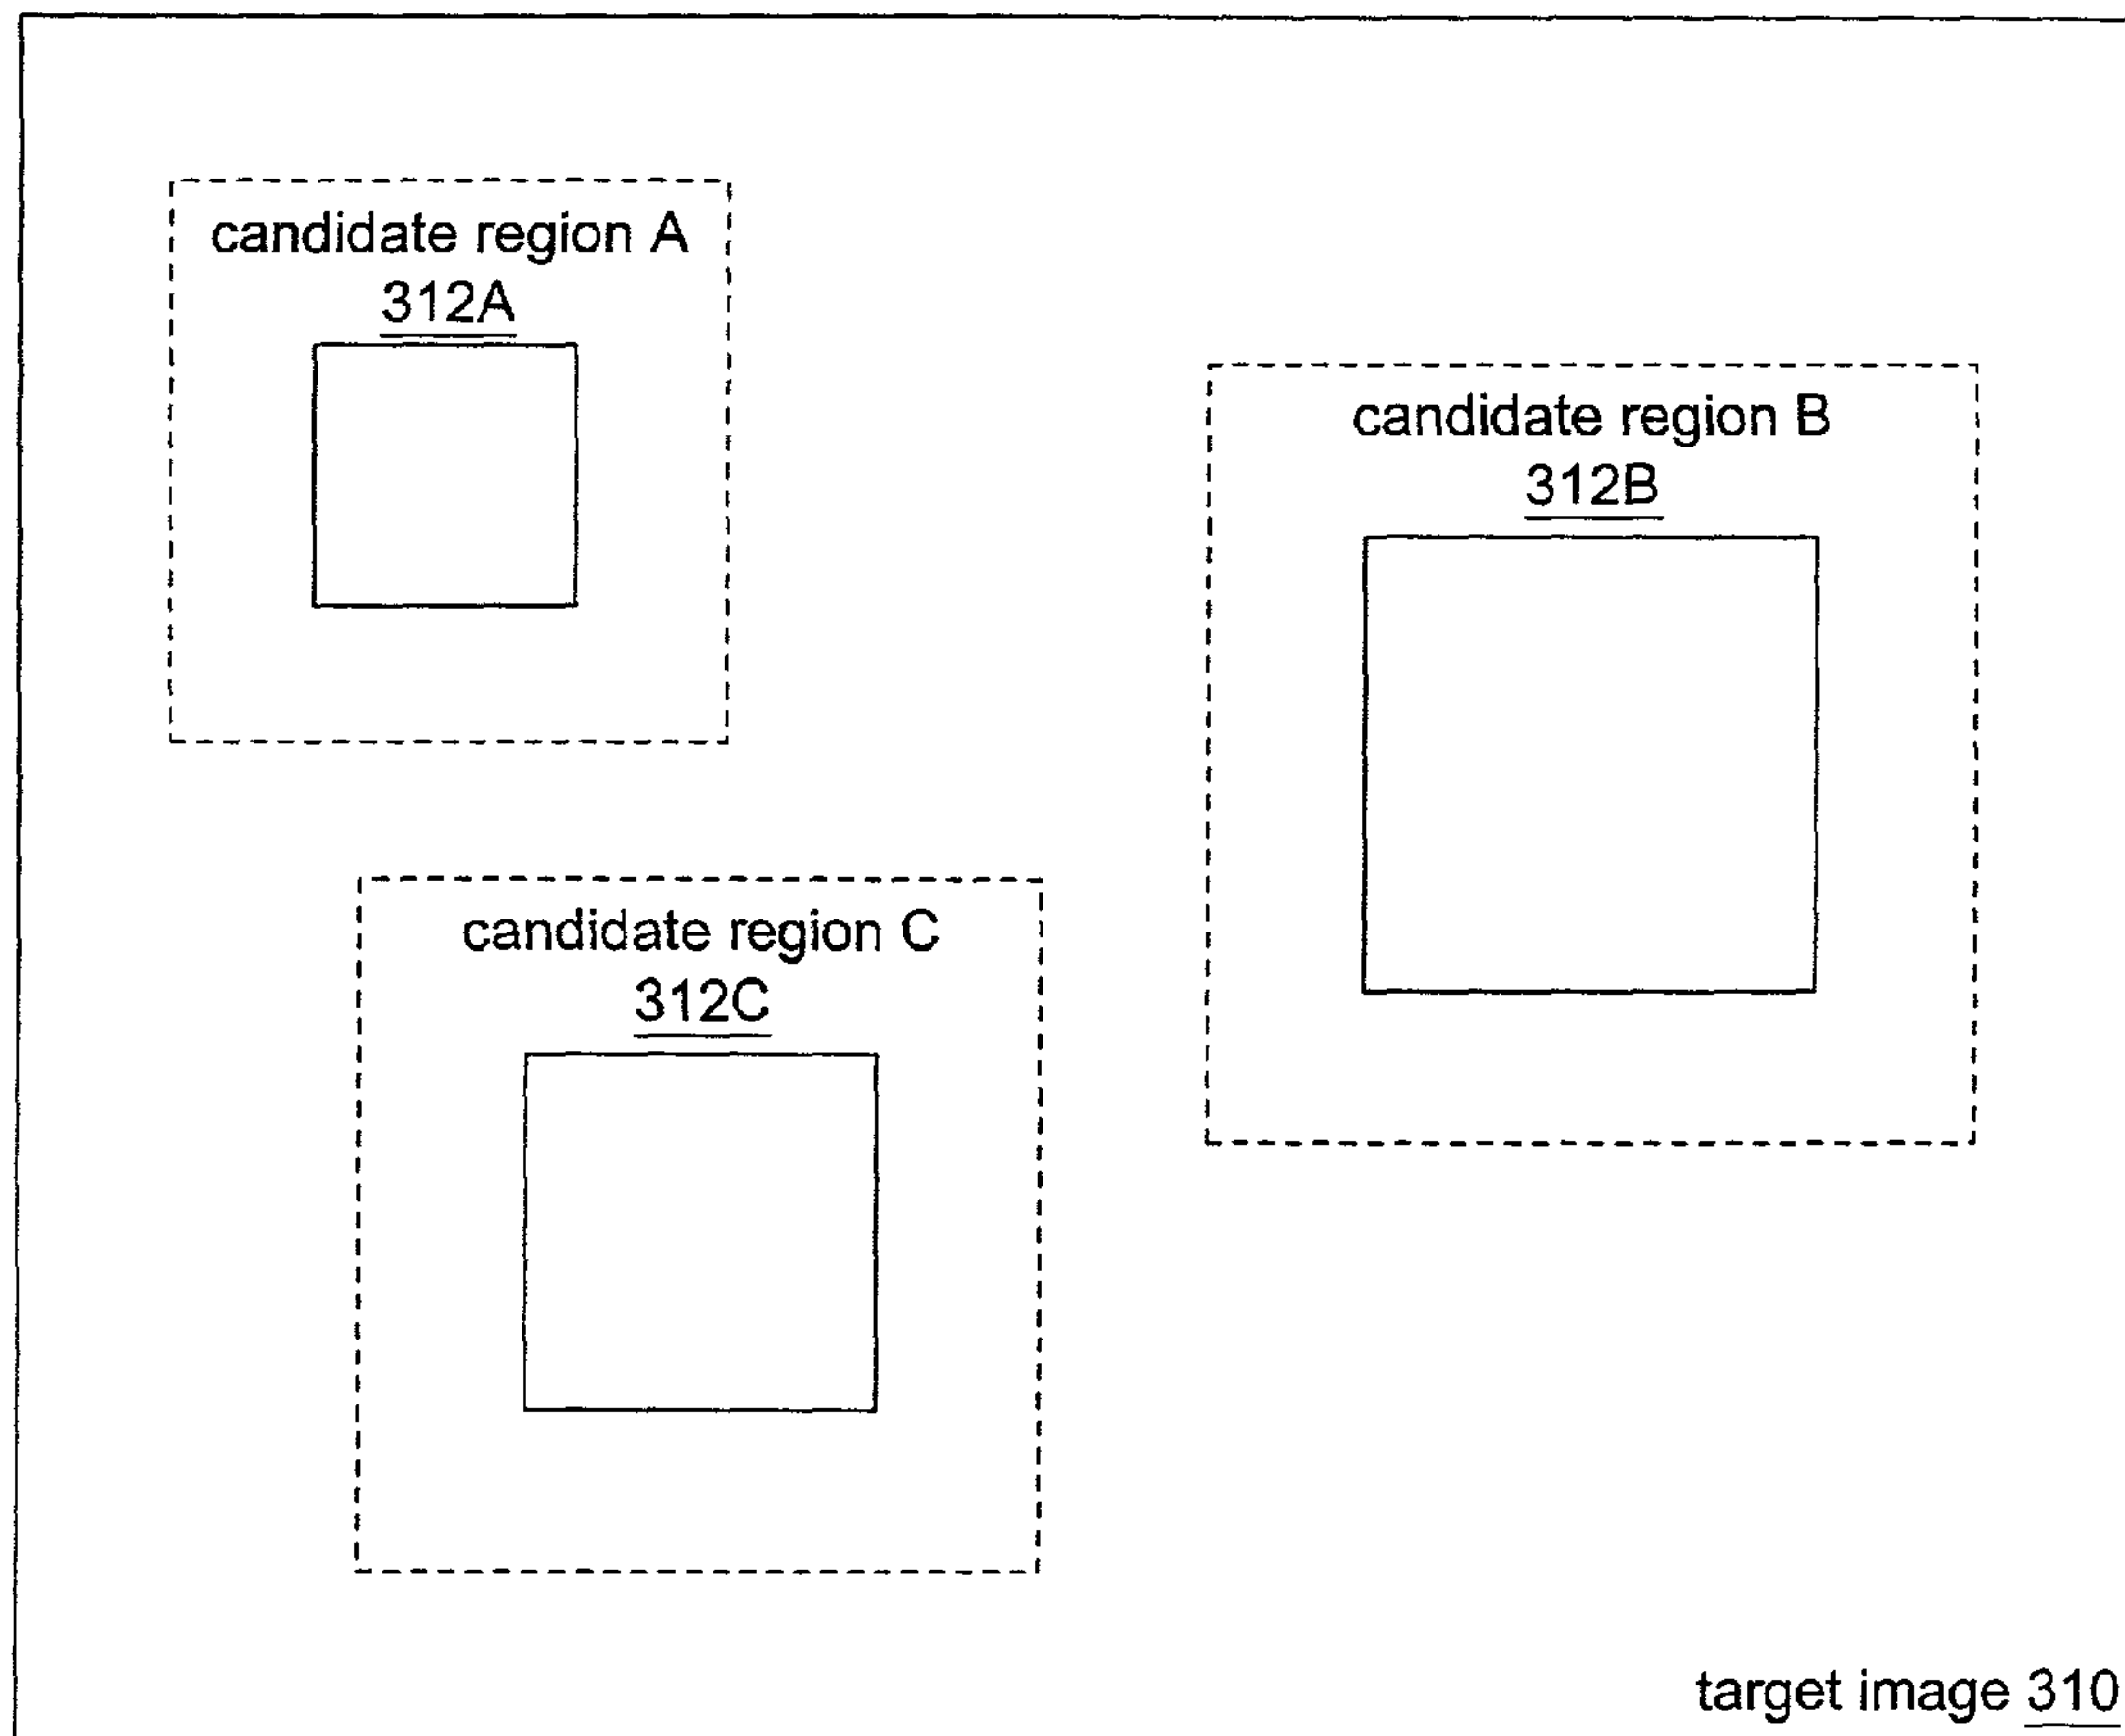 candidate region A
312A
candidate region B
312B
candidate region C
312C
target image 310